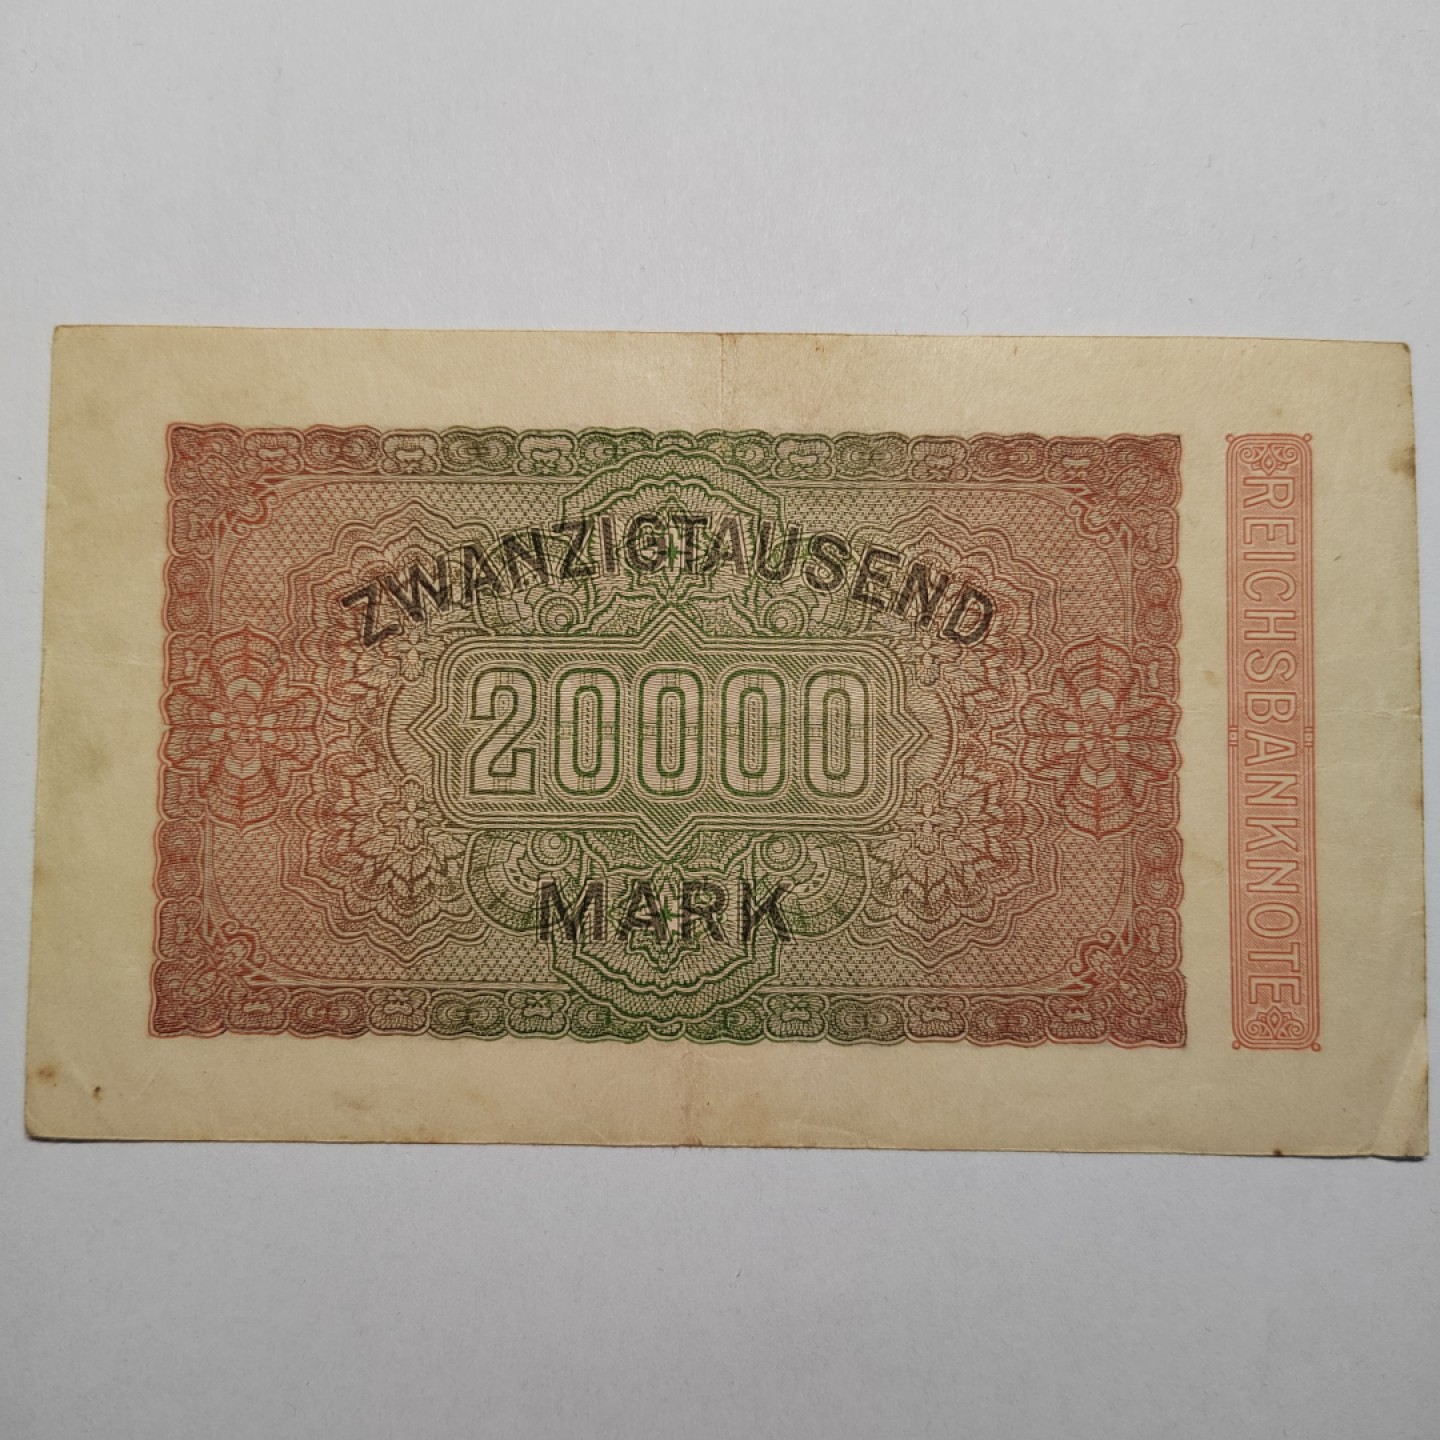 ZWANZIGTAUSEND
20000
MARK
REICHSBANKNOTE